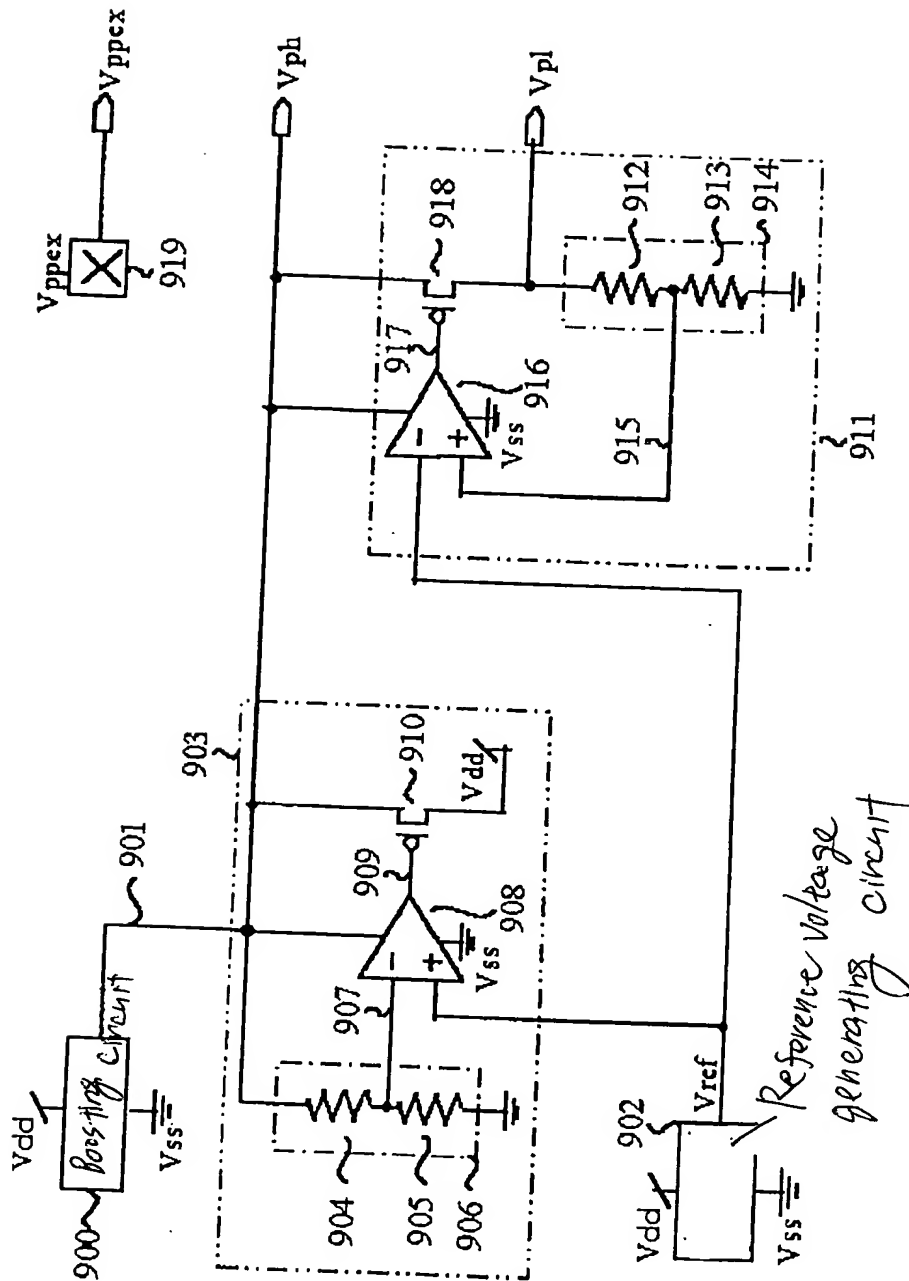 Vppex
919
Vppex
Vph
Vpl
900
Vdd
Boosting circuit
Vss
901
903
904
905
906
907
908
-
+
Vss
909
910
Vdd
911
912
913
914
915
916
-
+
Vss
917
918
902
Vdd
Vss
Vref
Reference voltage
generating circuit